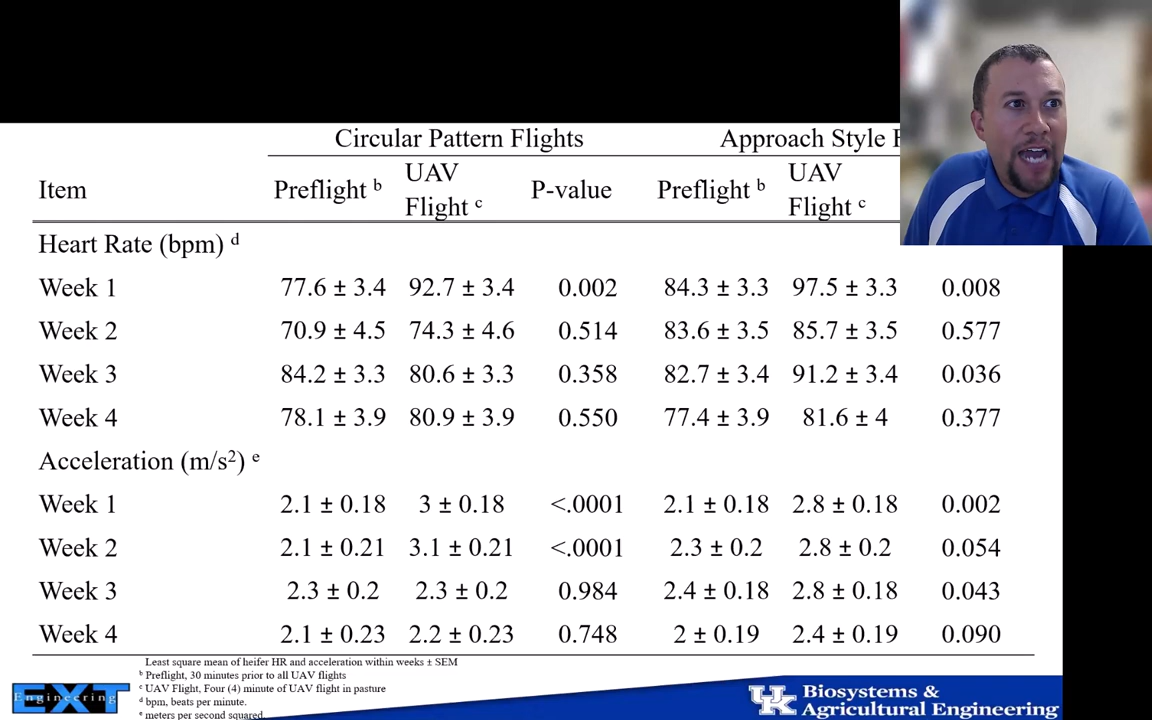 Circular Pattern Flights Approach Style F
Item Preflight b UAV Flight c P-value Preflight b UAV Flight c
Heart Rate (bpm) d
Week 1 77.6 ± 3.4 92.7 ± 3.4 0.002 84.3 ± 3.3 97.5 ± 3.3 0.008
Week 2 70.9 ± 4.5 74.3 ± 4.6 0.514 83.6 ± 3.5 85.7 ± 3.5 0.577
Week 3 84.2 ± 3.3 80.6 ± 3.3 0.358 82.7 ± 3.4 91.2 ± 3.4 0.036
Week 4 78.1 ± 3.9 80.9 ± 3.9 0.550 77.4 ± 3.9 81.6 ± 4 0.377
Acceleration (m/s²) e
Week 1 2.1 ± 0.18 3 ± 0.18 <.0001 2.1 ± 0.18 2.8 ± 0.18 0.002
Week 2 2.1 ± 0.21 3.1 ± 0.21 <.0001 2.3 ± 0.2 2.8 ± 0.2 0.054
Week 3 2.3 ± 0.2 2.3 ± 0.2 0.984 2.4 ± 0.18 2.8 ± 0.18 0.043
Week 4 2.1 ± 0.23 2.2 ± 0.23 0.748 2 ± 0.19 2.4 ± 0.19 0.090
Least square mean of heifer HR and acceleration within weeks ± SEM
b Preflight, 30 minutes prior to all UAV flights
c UAV Flight, Four (4) minute of UAV flight in pasture
d bpm, beats per minute.
e meters per second squared.
EXT
Engineering
UK Biosystems &
Agricultural Engineering